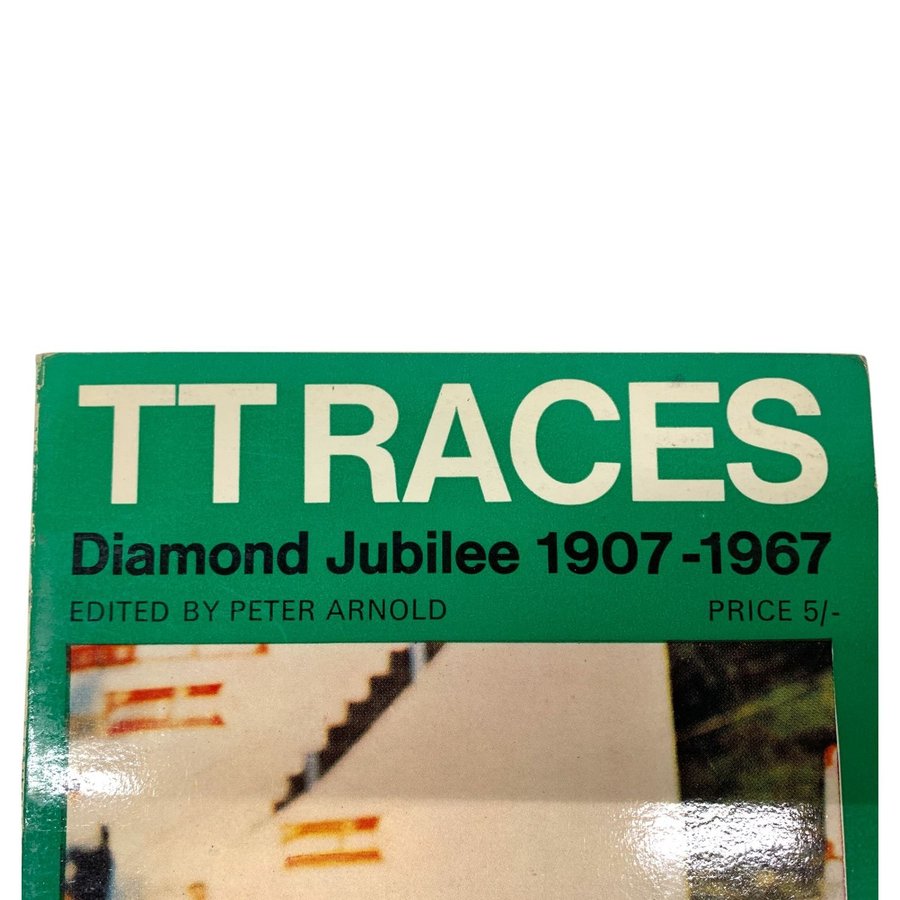 TT RACES
Diamond Jubilee 1907-1967
EDITED BY PETER ARNOLD PRICE 5/-